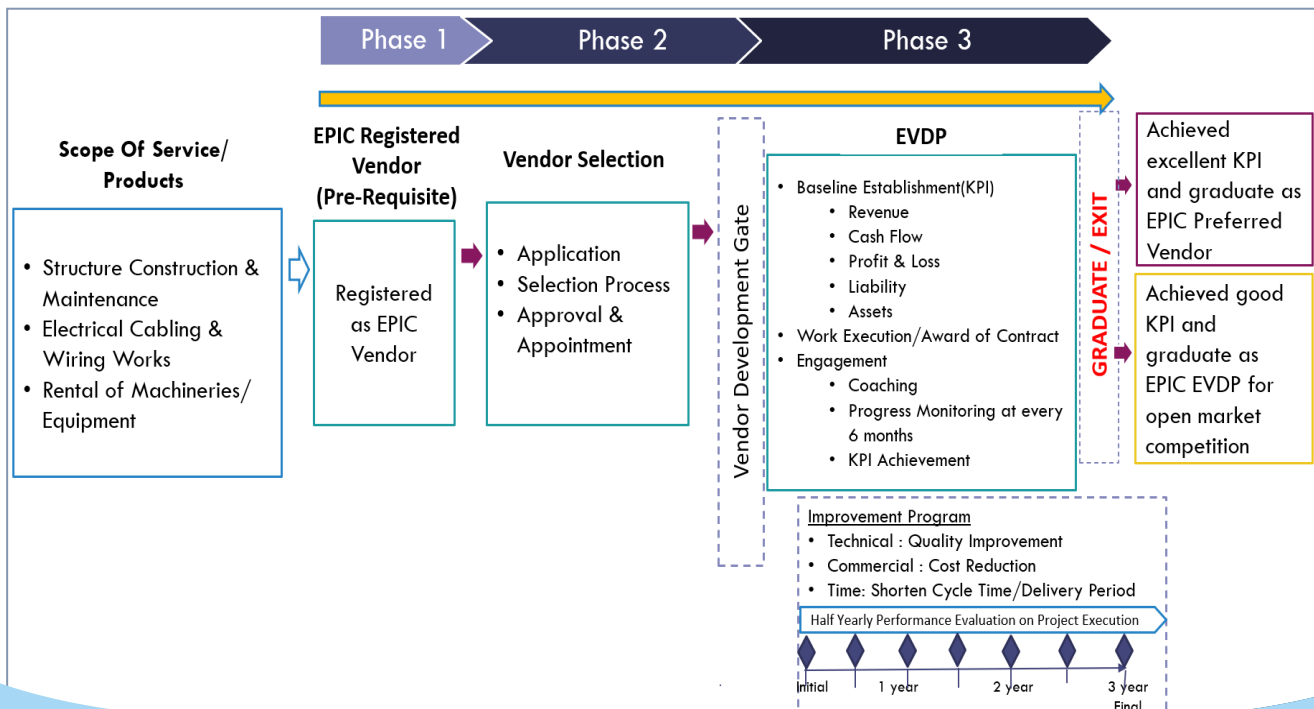 Phase 1
Phase 2
Phase 3
Scope Of Service/
Products
• Structure Construction &
Maintenance
• Electrical Cabling &
Wiring Works
• Rental of Machineries/
Equipment
EPIC Registered
Vendor
(Pre-Requisite)
Registered
as EPIC
Vendor
Vendor Selection
• Application
• Selection Process
• Approval &
Appointment
Vendor Development Gate
EVDP
• Baseline Establishment(KPI)
• Revenue
• Cash Flow
• Profit & Loss
• Liability
• Assets
• Work Execution/Award of Contract
• Engagement
• Coaching
• Progress Monitoring at every
6 months
• KPI Achievement
GRADUATE / EXIT
Achieved
excellent KPI
and graduate as
EPIC Preferred
Vendor
Achieved good
KPI and
graduate as
EPIC EVDP for
open market
competition
Improvement Program
• Technical : Quality Improvement
• Commercial : Cost Reduction
• Time: Shorten Cycle Time/Delivery Period
Half Yearly Performance Evaluation on Project Execution
Initial
1 year
2 year
3 year
Final